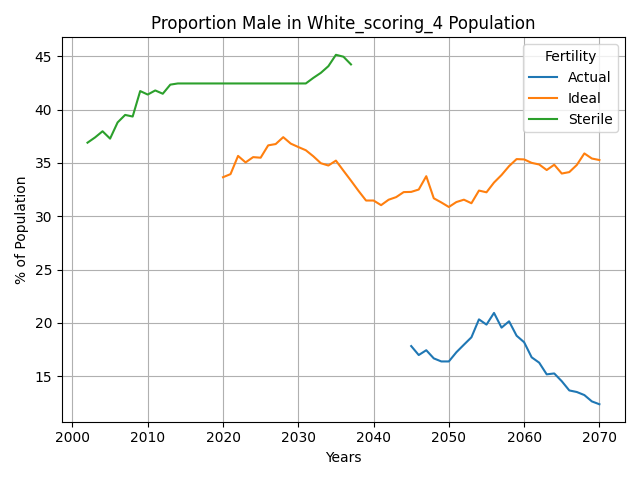 Proportion Male in White_scoring_4 Population
% of Population
45
40
35
30
25
20
15
Fertility
Actual
Ideal
Sterile
2000 2010 2020 2030 2040 2050 2060 2070
Years